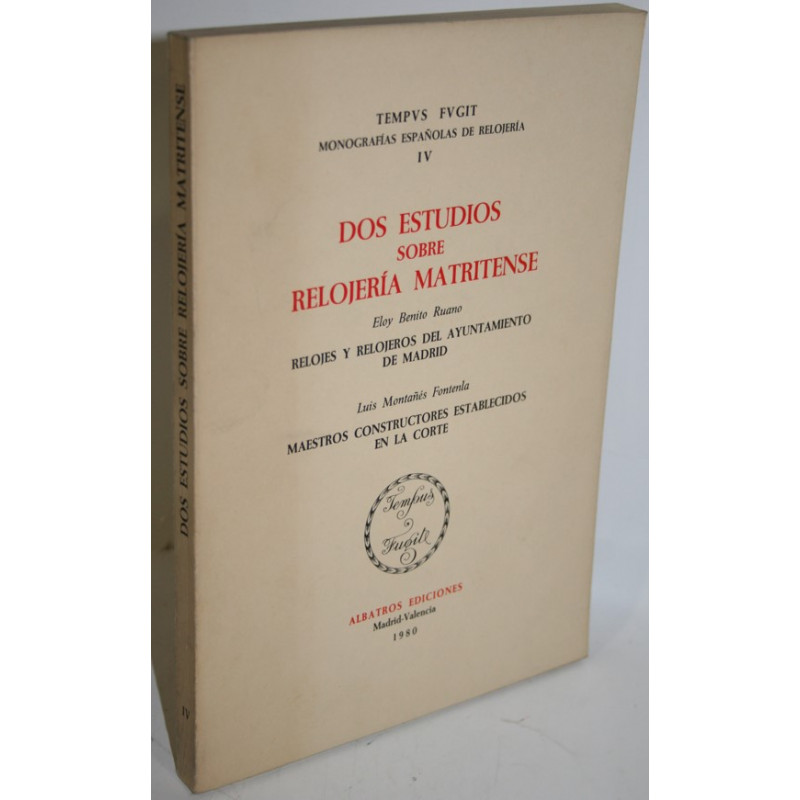 TEMPVS FVGIT
MONOGRAFÍAS ESPAÑOLAS DE RELOJERÍA
IV
DOS ESTUDIOS
SOBRE
RELOJERÍA MATRITENSE
Eloy Benito Ruano
RELOJES Y RELOJEROS DEL AYUNTAMIENTO
DE MADRID
Luis Montañés Fontenla
MAESTROS CONSTRUCTORES ESTABLECIDOS
EN LA CORTE
Tempus
Fugit
ALBATROS EDICIONES
Madrid-Valencia
1980
DOS ESTUDIOS SOBRE RELOJERÍA MATRITENSE
IV